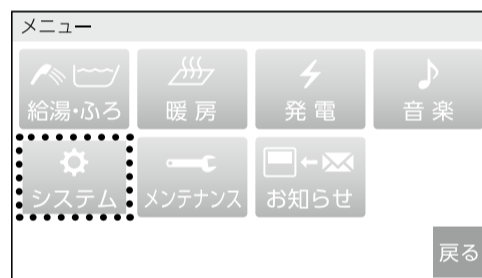 メニュー
給湯・ふろ
暖房
発電
音楽
システム
メンテナンス
お知らせ
戻る